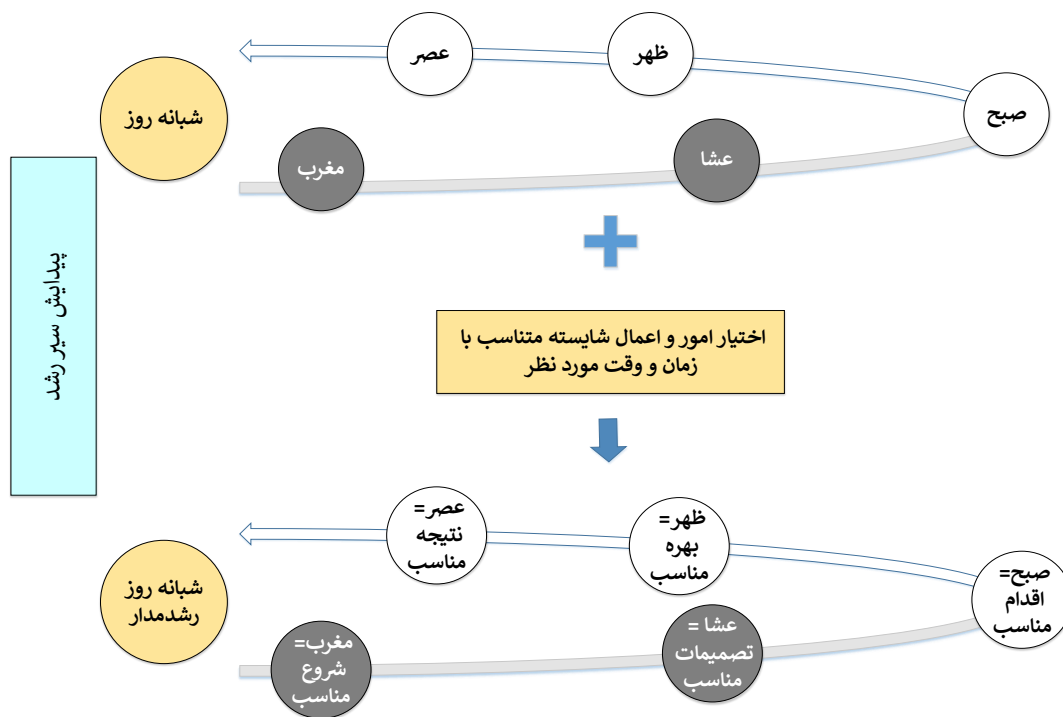 عصر
ظهر
صبح
شبانه روز
مغرب
عشا
پیدایش سیر رشد
اختیار امور و اعمال شایسته متناسب با
زمان و وقت مورد نظر
عصر=
نتیجه
مناسب
ظهر=
بهره
مناسب
صبح=
اقدام
مناسب
شبانه روز
رشدمدار
مغرب=
شروع
مناسب
عشا =
تصمیمات
مناسب